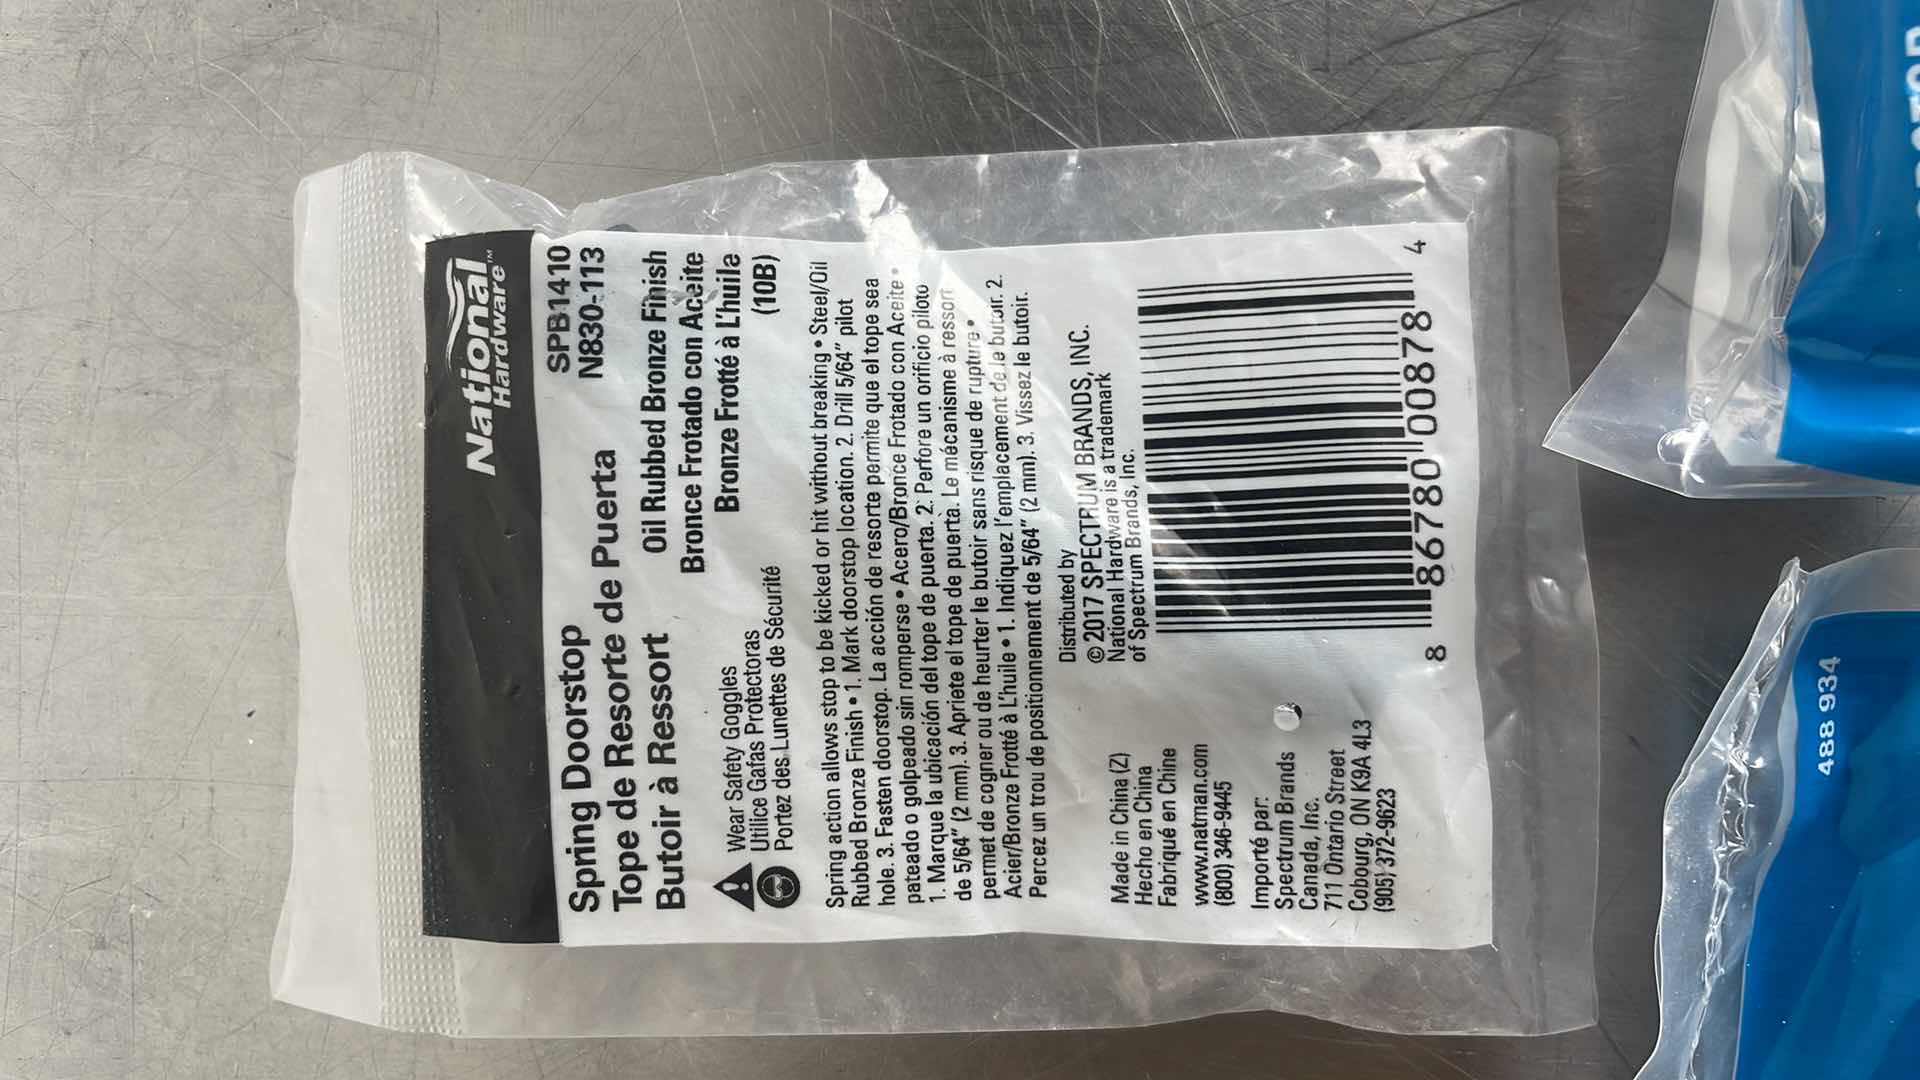 National
Hardware™
SPB1410
N830-113
Spring Doorstop
Tope de Resorte de Puerta
Butoir à Ressort
Oil Rubbed Bronze Finish
Bronce Frotado con Aceite
Bronze Frotté à L'huile
(10B)
Wear Safety Goggles
Utilice Gafas Protectoras
Portez des Lunettes de Sécurité
Spring action allows stop to be kicked or hit without breaking • Steel/Oil
Rubbed Bronze Finish • 1. Mark doorstop location. 2. Drill 5/64" pilot
hole. 3. Fasten doorstop. La acción de resorte permite que el tope sea
pateado o golpeado sin romperse • Acero/Bronce Frotado con Aceite •
1. Marque la ubicación del tope de puerta. 2. Perfore un orificio piloto
de 5/64" (2 mm). 3. Apriete el tope de puerta. Le mécanisme à ressort
permet de cogner ou de heurter le butoir sans risque de rupture •
Acier/Bronze Frotté à L'huile • 1. Indiquez l'emplacement de le butoir. 2.
Percez un trou de positionnement de 5/64" (2 mm). 3. Vissez le butoir.
Distributed by
© 2017 SPECTRUM BRANDS, INC.
National Hardware is a trademark
of Spectrum Brands, Inc.
Made in China (Z)
Hecho en China
Fabriqué en Chine
www.natman.com
(800) 346-9445
Importé par:
Spectrum Brands
Canada, Inc.
711 Ontario Street
Cobourg, ON K9A 4L3
(905) 372-9623
8 86780 00878 4
488 934